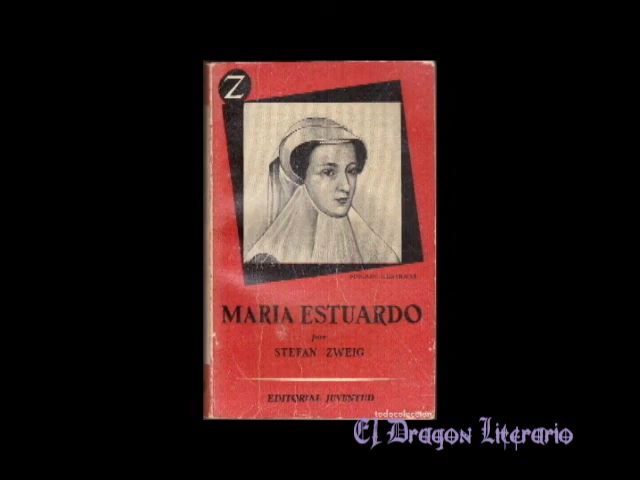 Z
MARIA ESTUARDO
por
STEFAN ZWEIG
EDITORIAL JUVENTUD
todocoleccion
El Dragon Literario